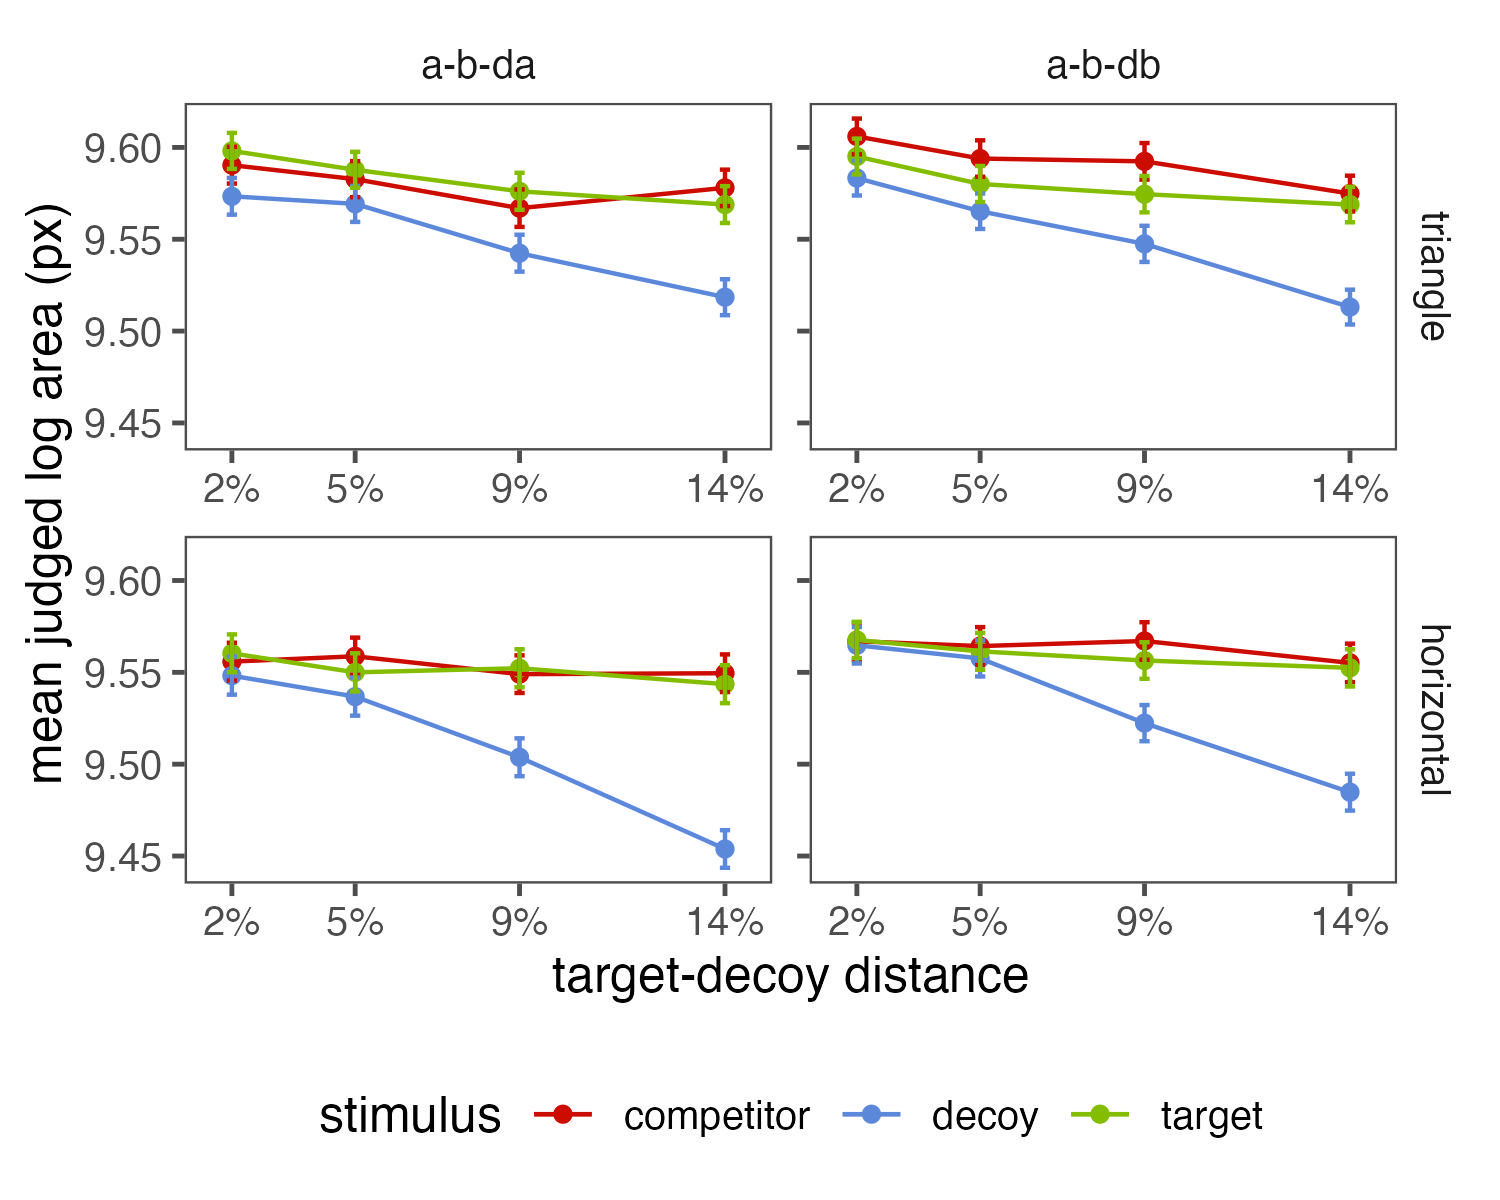 a-b-da a-b-db
9.60
9.55
9.50
9.45
triangle
2% 5% 9% 14% 2% 5% 9% 14%
mean judged log area (px)
9.60
9.55
9.50
9.45
horizontal
2% 5% 9% 14% 2% 5% 9% 14%
target-decoy distance
stimulus competitor decoy target